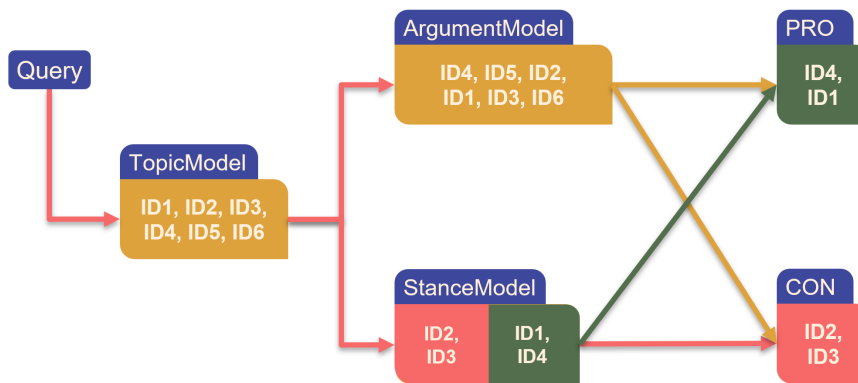 Query
TopicModel
ID1, ID2, ID3,
ID4, ID5, ID6
ArgumentModel
ID4, ID5, ID2,
ID1, ID3, ID6
StanceModel
ID2,
ID3
ID1,
ID4
PRO
ID4,
ID1
CON
ID2,
ID3